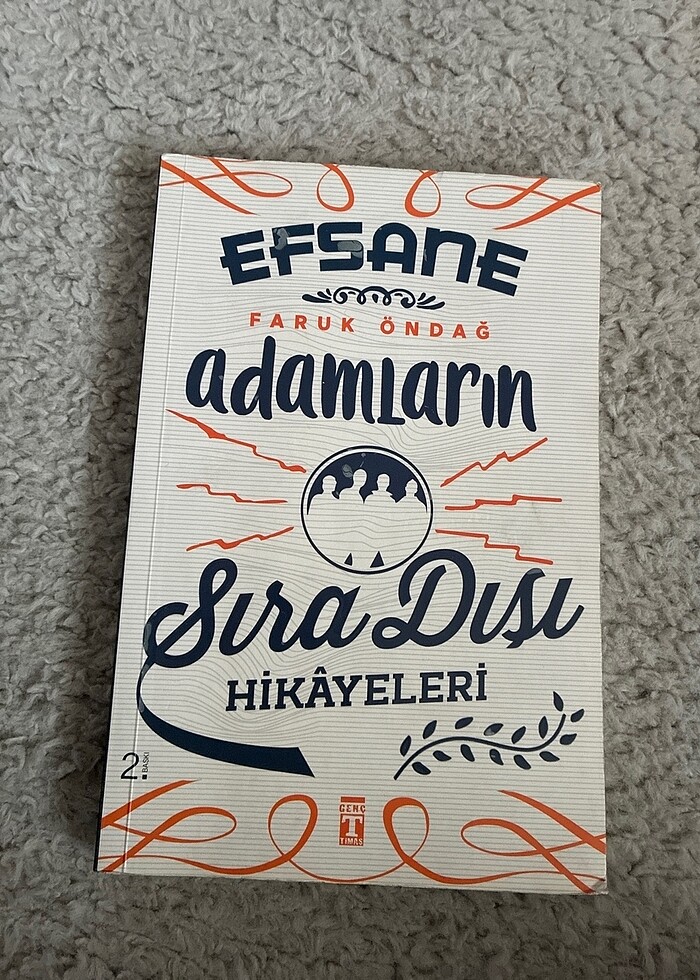 EFSANE
FARUK ÖNDAĞ
adamların
Sıra Dışı
HİKÂYELERİ
2. BASKI
GENÇ
T
TİMAŞ